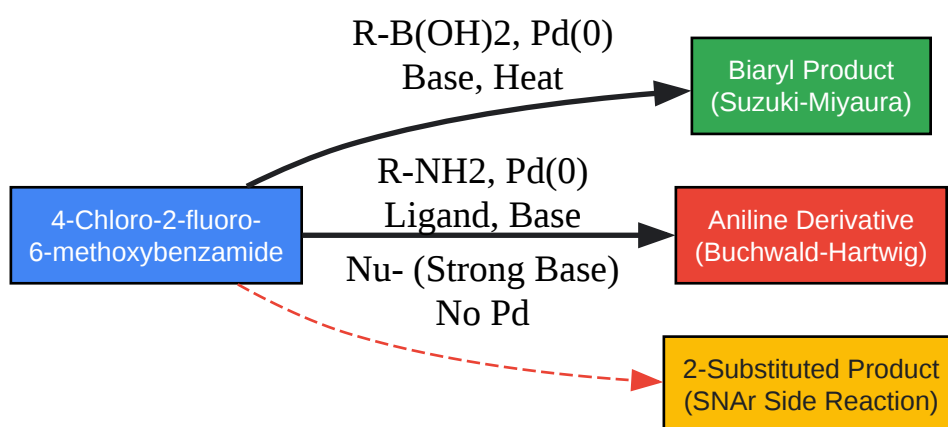 R-B(OH)2, Pd(0)
Base, Heat
Biaryl Product
(Suzuki-Miyaura)
4-Chloro-2-fluoro-
6-methoxybenzamide
R-NH2, Pd(0)
Ligand, Base
Aniline Derivative
(Buchwald-Hartwig)
Nu- (Strong Base)
No Pd
2-Substituted Product
(SNAr Side Reaction)